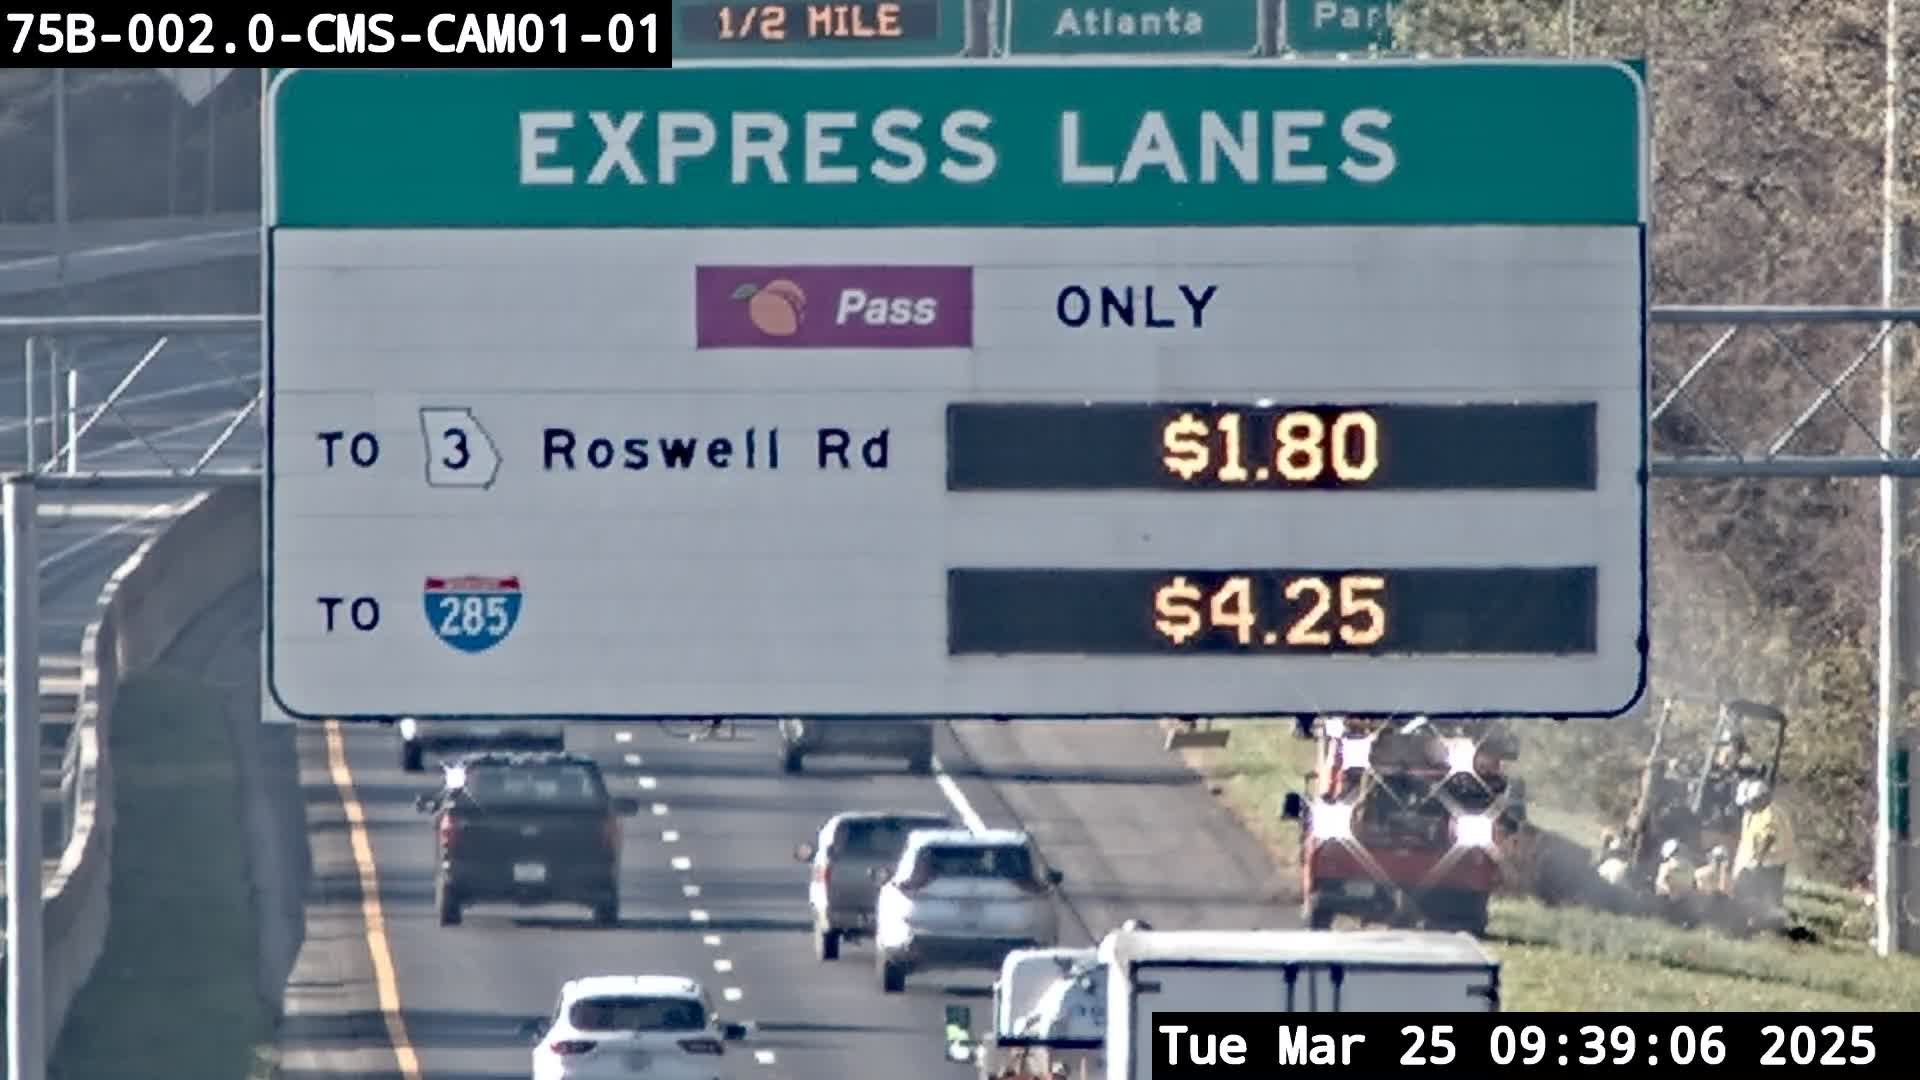 75B-002.0-CMS-CAM01-01
1/2 MILE
Atlanta
EXPRESS LANES
Pass ONLY
TO 3 Roswell Rd $1.80
TO 285 $4.25
Tue Mar 25 09:39:06 2025